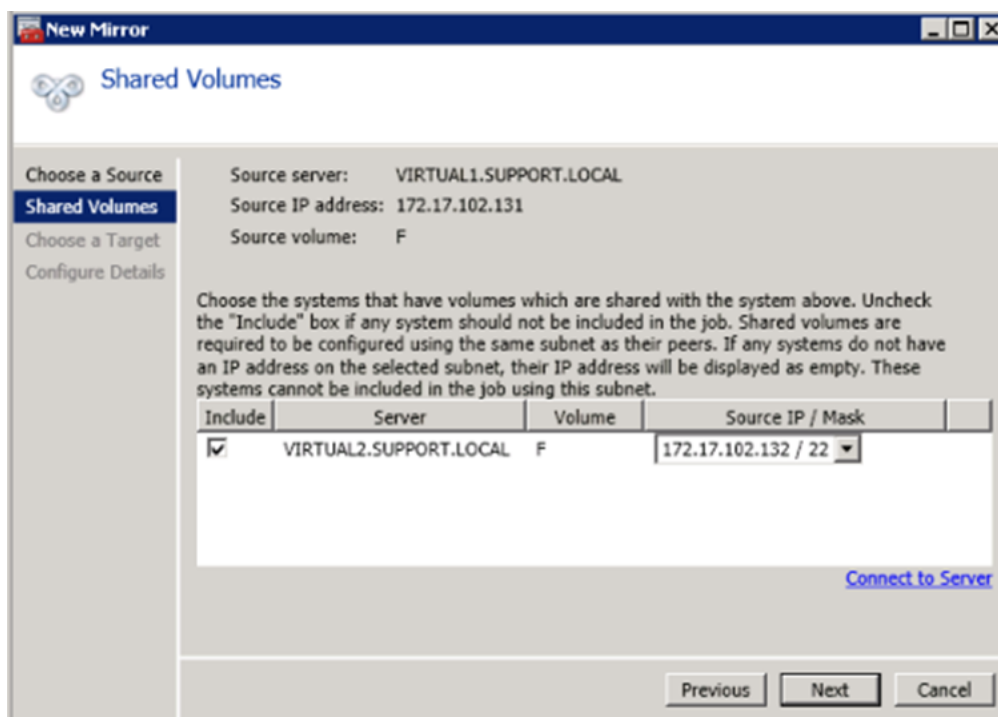 New Mirror
Shared Volumes
Choose a Source
Shared Volumes
Choose a Target
Configure Details
Source server: VIRTUAL1.SUPPORT.LOCAL
Source IP address: 172.17.102.131
Source volume: F
Choose the systems that have volumes which are shared with the system above. Uncheck
the "Include" box if any system should not be included in the job. Shared volumes are
required to be configured using the same subnet as their peers. If any systems do not have
an IP address on the selected subnet, their IP address will be displayed as empty. These
systems cannot be included in the job using this subnet.
Include Server Volume Source IP / Mask
VIRTUAL2.SUPPORT.LOCAL F 172.17.102.132 / 22
Connect to Server
Previous Next Cancel